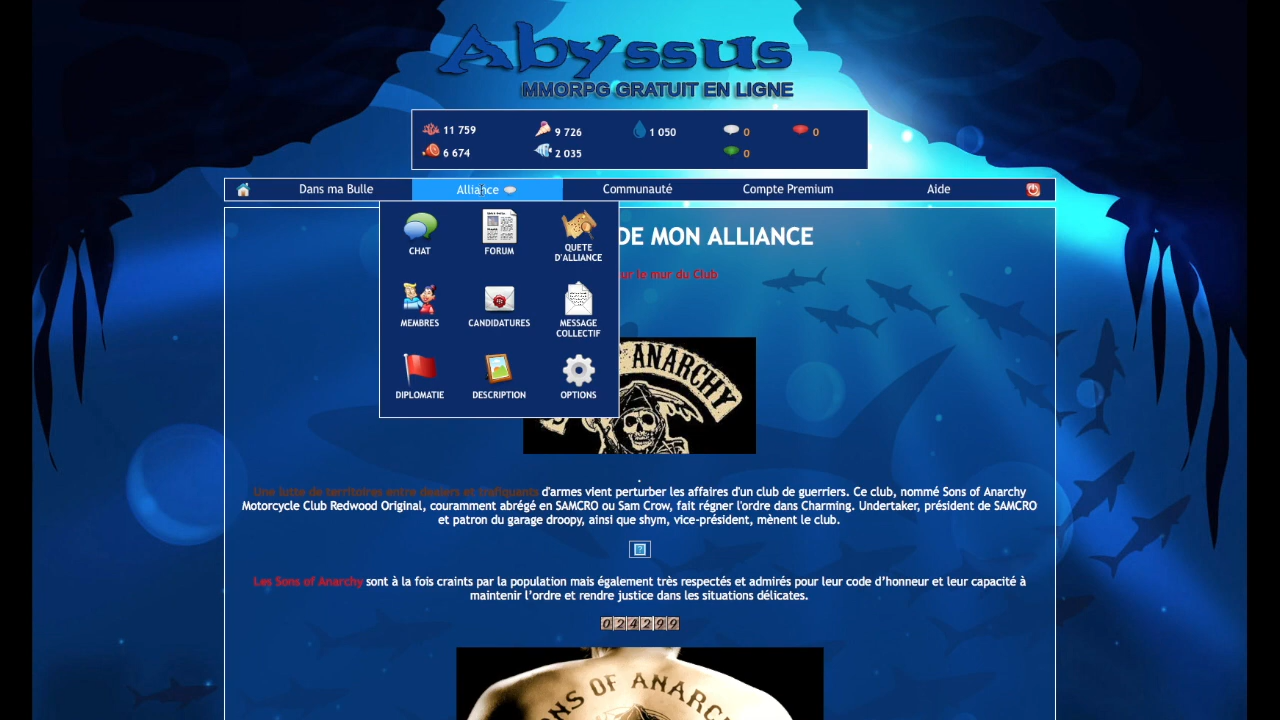 Abyssus
MMORPG GRATUIT EN LIGNE
11 759 9 726 1 050 0 0
6 674 2 035 0
Dans ma Bulle Alliance Communauté Compte Premium Aide
CHAT FORUM QUETE D'ALLIANCE
MEMBRES CANDIDATURES MESSAGE COLLECTIF
DIPLOMATIE DESCRIPTION OPTIONS
DE MON ALLIANCE
sur le mur du Club
ANARCHY
Une lutte de territoires entre dealers et trafiquants d'armes vient perturber les affaires d'un club de guerriers. Ce club, nommé Sons of Anarchy
Motorcycle Club Redwood Original, couramment abrégé en SAMCRO ou Sam Crow, fait régner l'ordre dans Charming. Undertaker, président de SAMCRO
et patron du garage droopy, ainsi que shym, vice-président, mènent le club.
Les Sons of Anarchy sont à la fois craints par la population mais également très respectés et admirés pour leur code d’honneur et leur capacité à
maintenir l’ordre et rendre justice dans les situations délicates.
024299
SONS OF ANARCHY